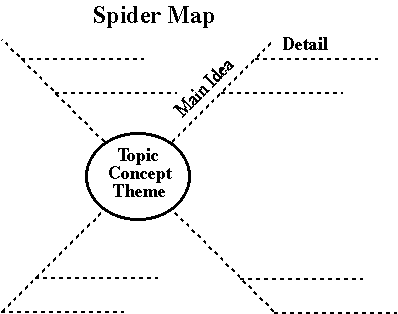 Spider Map
Detail
Main Idea
Topic
Concept
Theme